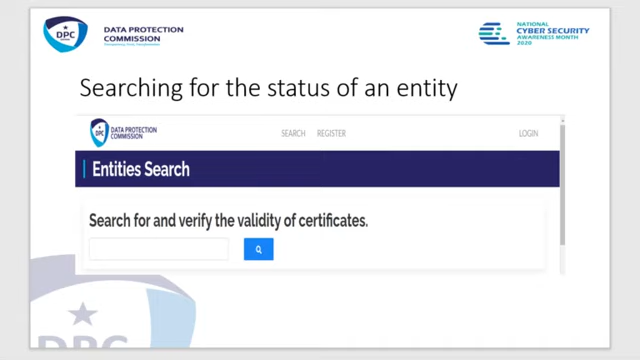 DPC
DATA PROTECTION
COMMISSION
NATIONAL
CYBER SECURITY
AWARENESS MONTH
2020
Searching for the status of an entity
DPC
DATA PROTECTION
COMMISSION
SEARCH
REGISTER
LOGIN
Entities Search
Search for and verify the validity of certificates.
DPC